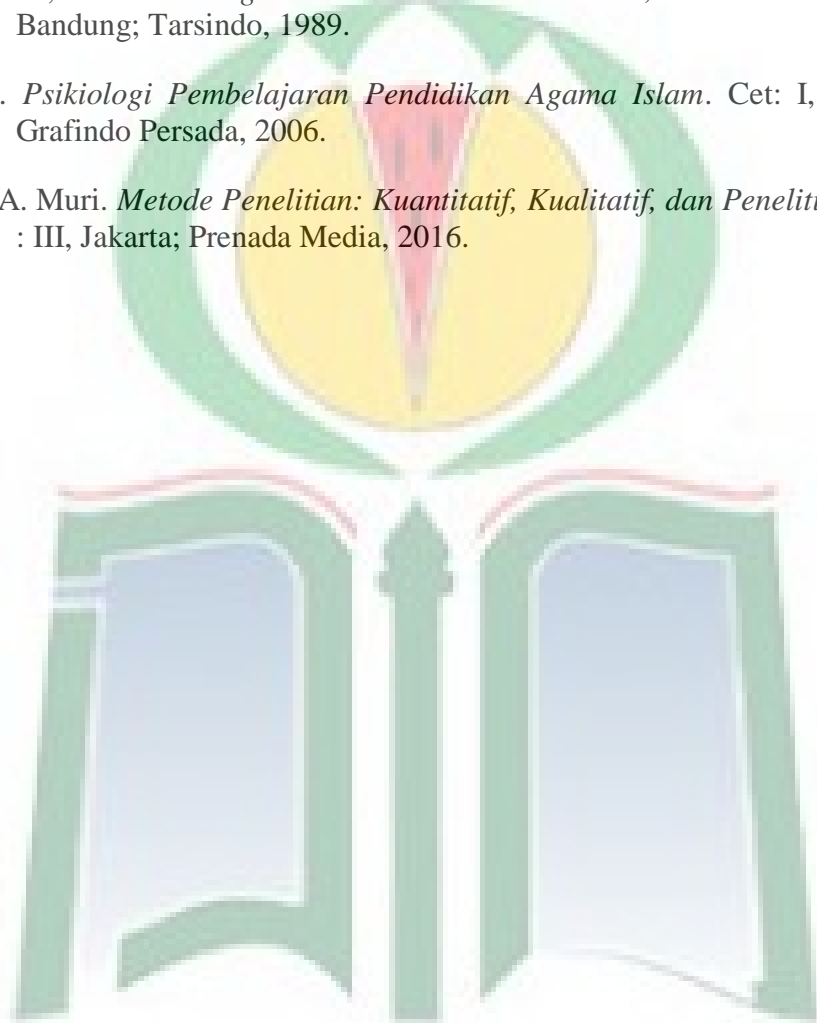 Bandung; Tarsindo, 1989.
. Psikiologi Pembelajaran Pendidikan Agama Islam. Cet: I,
Grafindo Persada, 2006.
A. Muri. Metode Penelitian: Kuantitatif, Kualitatif, dan Penelit
: III, Jakarta; Prenada Media, 2016.